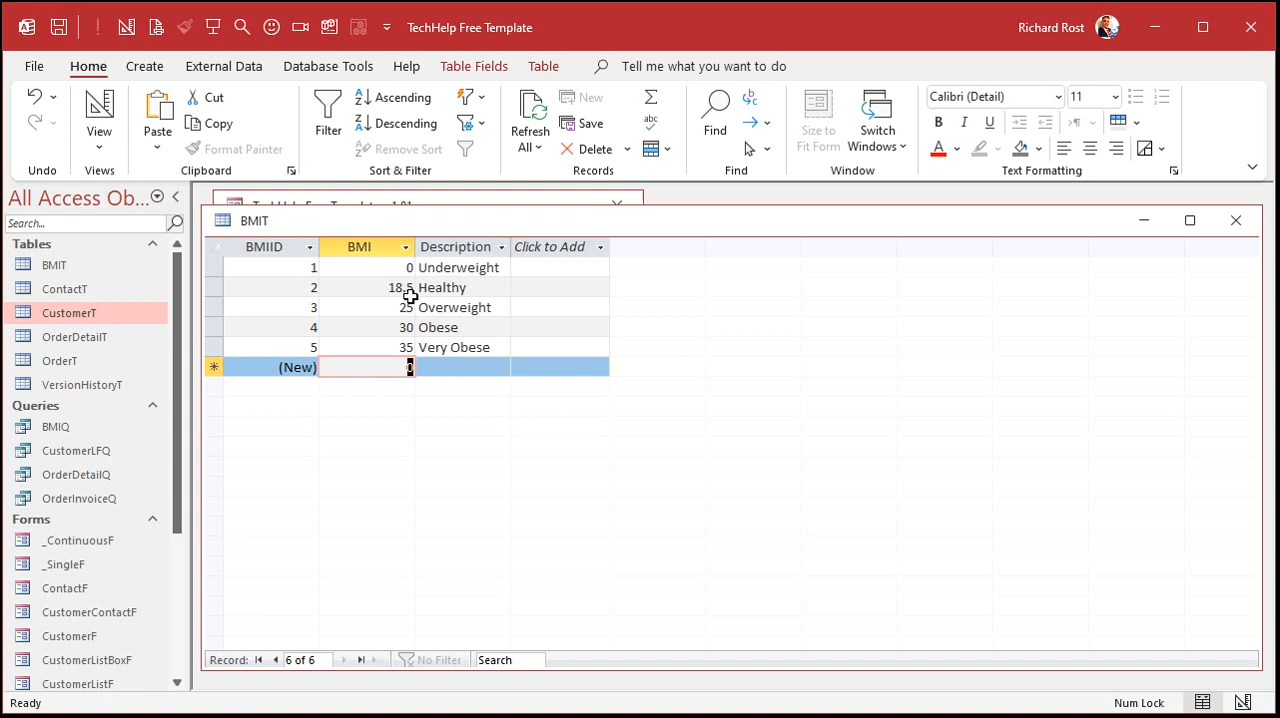 TechHelp Free Template
Richard Rost
File Home Create External Data Database Tools Help Table Fields Table Tell me what you want to do
Undo
View
Views
Paste
Cut
Copy
Format Painter
Clipboard
Filter
Ascending
Descending
Remove Sort
Sort & Filter
Refresh
All
New
Save
Delete
Records
Find
Find
Size to
Fit Form
Switch
Windows
Window
Calibri (Detail) 11
B I U
A
Text Formatting
All Access Ob...
Search...
Tables
BMIT
ContactT
CustomerT
OrderDetailT
OrderT
VersionHistoryT
Queries
BMIQ
CustomerLFQ
OrderDetailQ
OrderInvoiceQ
Forms
_ContinuousF
_SingleF
ContactF
CustomerContactF
CustomerF
CustomerListBoxF
CustomerListF
BMIT
BMIID BMI Description Click to Add
1 0 Underweight
2 18.5 Healthy
3 25 Overweight
4 30 Obese
5 35 Very Obese
(New) 0
Record: 6 of 6 No Filter Search
Ready
Num Lock